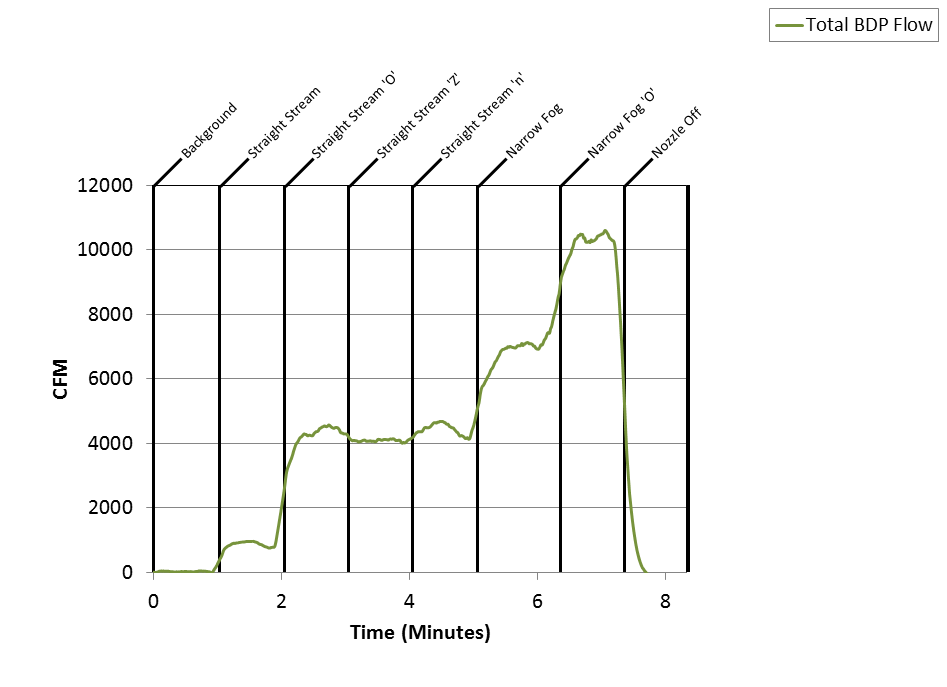 Total BDP Flow
Background
Straight Stream
Straight Stream 'O'
Straight Stream 'Z'
Straight Stream 'n'
Narrow Fog
Narrow Fog 'O'
Nozzle Off
12000
10000
8000
6000
4000
2000
0
CFM
0 2 4 6 8
Time (Minutes)